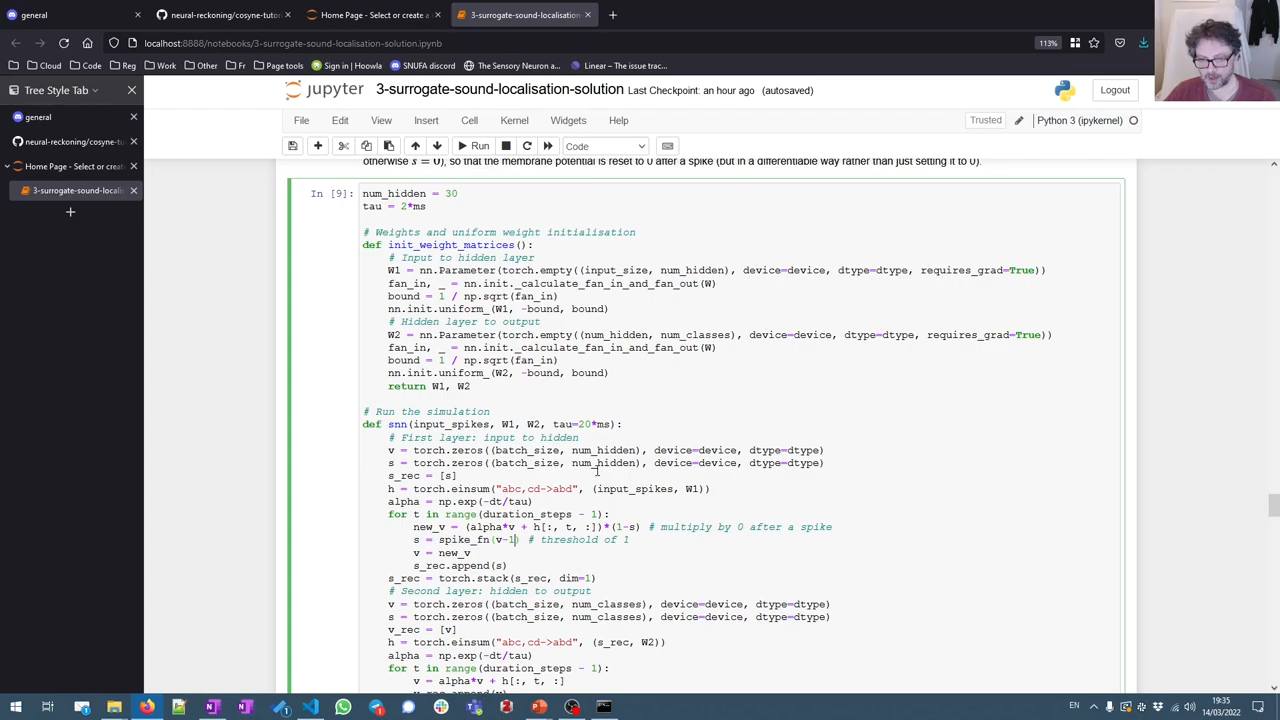 general
neural-reckoning/cosyne-tutor
Home Page - Select or create a
3-surrogate-sound-localisation-s
localhost:8888/notebooks/3-surrogate-sound-localisation-solution.ipynb
113%
Cloud
Code
Reg
Work
Other
Fr
Page tools
Sign in | Howlta
SNUFA discord
The Sensory Neuron a...
Linear – The issue trac...
Tree Style Tab
general
neural-reckoning/cosyne-tut
Home Page - Select or creat
3-surrogate-sound-localis
jupyter
3-surrogate-sound-localisation-solution
Last Checkpoint: an hour ago
(autosaved)
Logout
File
Edit
View
Insert
Cell
Kernel
Widgets
Help
Trusted
Python 3 (ipykernel)
Run
Code
otherwise s = 0), so that the membrane potential is reset to 0 after a spike (but in a differentiable way rather than just setting it to 0).
In [9]:
num_hidden = 30
tau = 2*ms
# Weights and uniform weight initialisation
def init_weight_matrices():
# Input to hidden layer
W1 = nn.Parameter(torch.empty((input_size, num_hidden), device=device, dtype=dtype, requires_grad=True))
fan_in, _ = nn.init._calculate_fan_in_and_fan_out(W)
bound = 1 / np.sqrt(fan_in)
nn.init.uniform_(W1, -bound, bound)
# Hidden layer to output
W2 = nn.Parameter(torch.empty((num_hidden, num_classes), device=device, dtype=dtype, requires_grad=True))
fan_in, _ = nn.init._calculate_fan_in_and_fan_out(W)
bound = 1 / np.sqrt(fan_in)
nn.init.uniform_(W2, -bound, bound)
return W1, W2
# Run the simulation
def snn(input_spikes, W1, W2, tau=20*ms):
# First layer: input to hidden
v = torch.zeros((batch_size, num_hidden), device=device, dtype=dtype)
s = torch.zeros((batch_size, num_hidden), device=device, dtype=dtype)
s_rec = [s]
h = torch.einsum("abc,cd->abd", (input_spikes, W1))
alpha = np.exp(-dt/tau)
for t in range(duration_steps - 1):
new_v = (alpha*v + h[:, t, :])*(1-s) # multiply by 0 after a spike
s = spike_fn(v-1) # threshold of 1
v = new_v
s_rec.append(s)
s_rec = torch.stack(s_rec, dim=1)
# Second layer: hidden to output
v = torch.zeros((batch_size, num_classes), device=device, dtype=dtype)
s = torch.zeros((batch_size, num_classes), device=device, dtype=dtype)
v_rec = [v]
h = torch.einsum("abc,cd->abd", (s_rec, W2))
alpha = np.exp(-dt/tau)
for t in range(duration_steps - 1):
v = alpha*v + h[:, t, :]
v_rec.append(v)
EN
19:35
14/03/2022